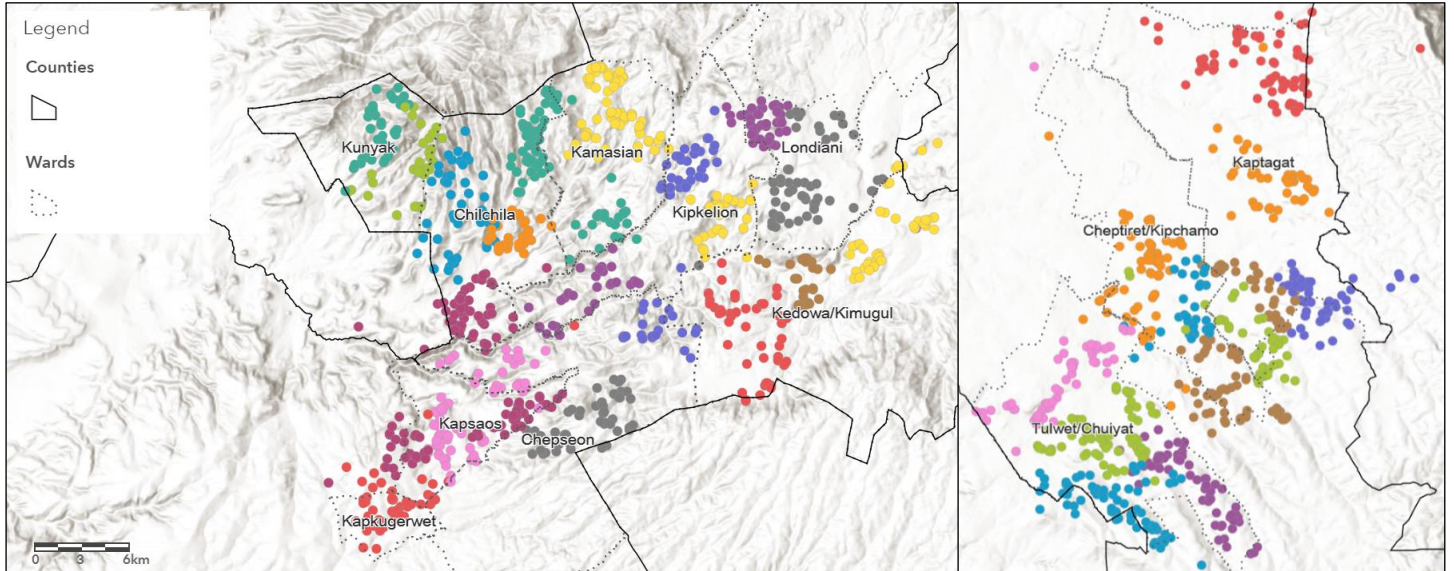 Legend
Counties
Wards
Kunyak
Kamasian
Londiani
Chilchila
Kipkelion
Kedowa/Kimugul
Kapsaos
Chepseon
Kapkugerwet
0 3 6km
Kaptagat
Cheptiret/Kipchamo
Tulwet/Chuiyat